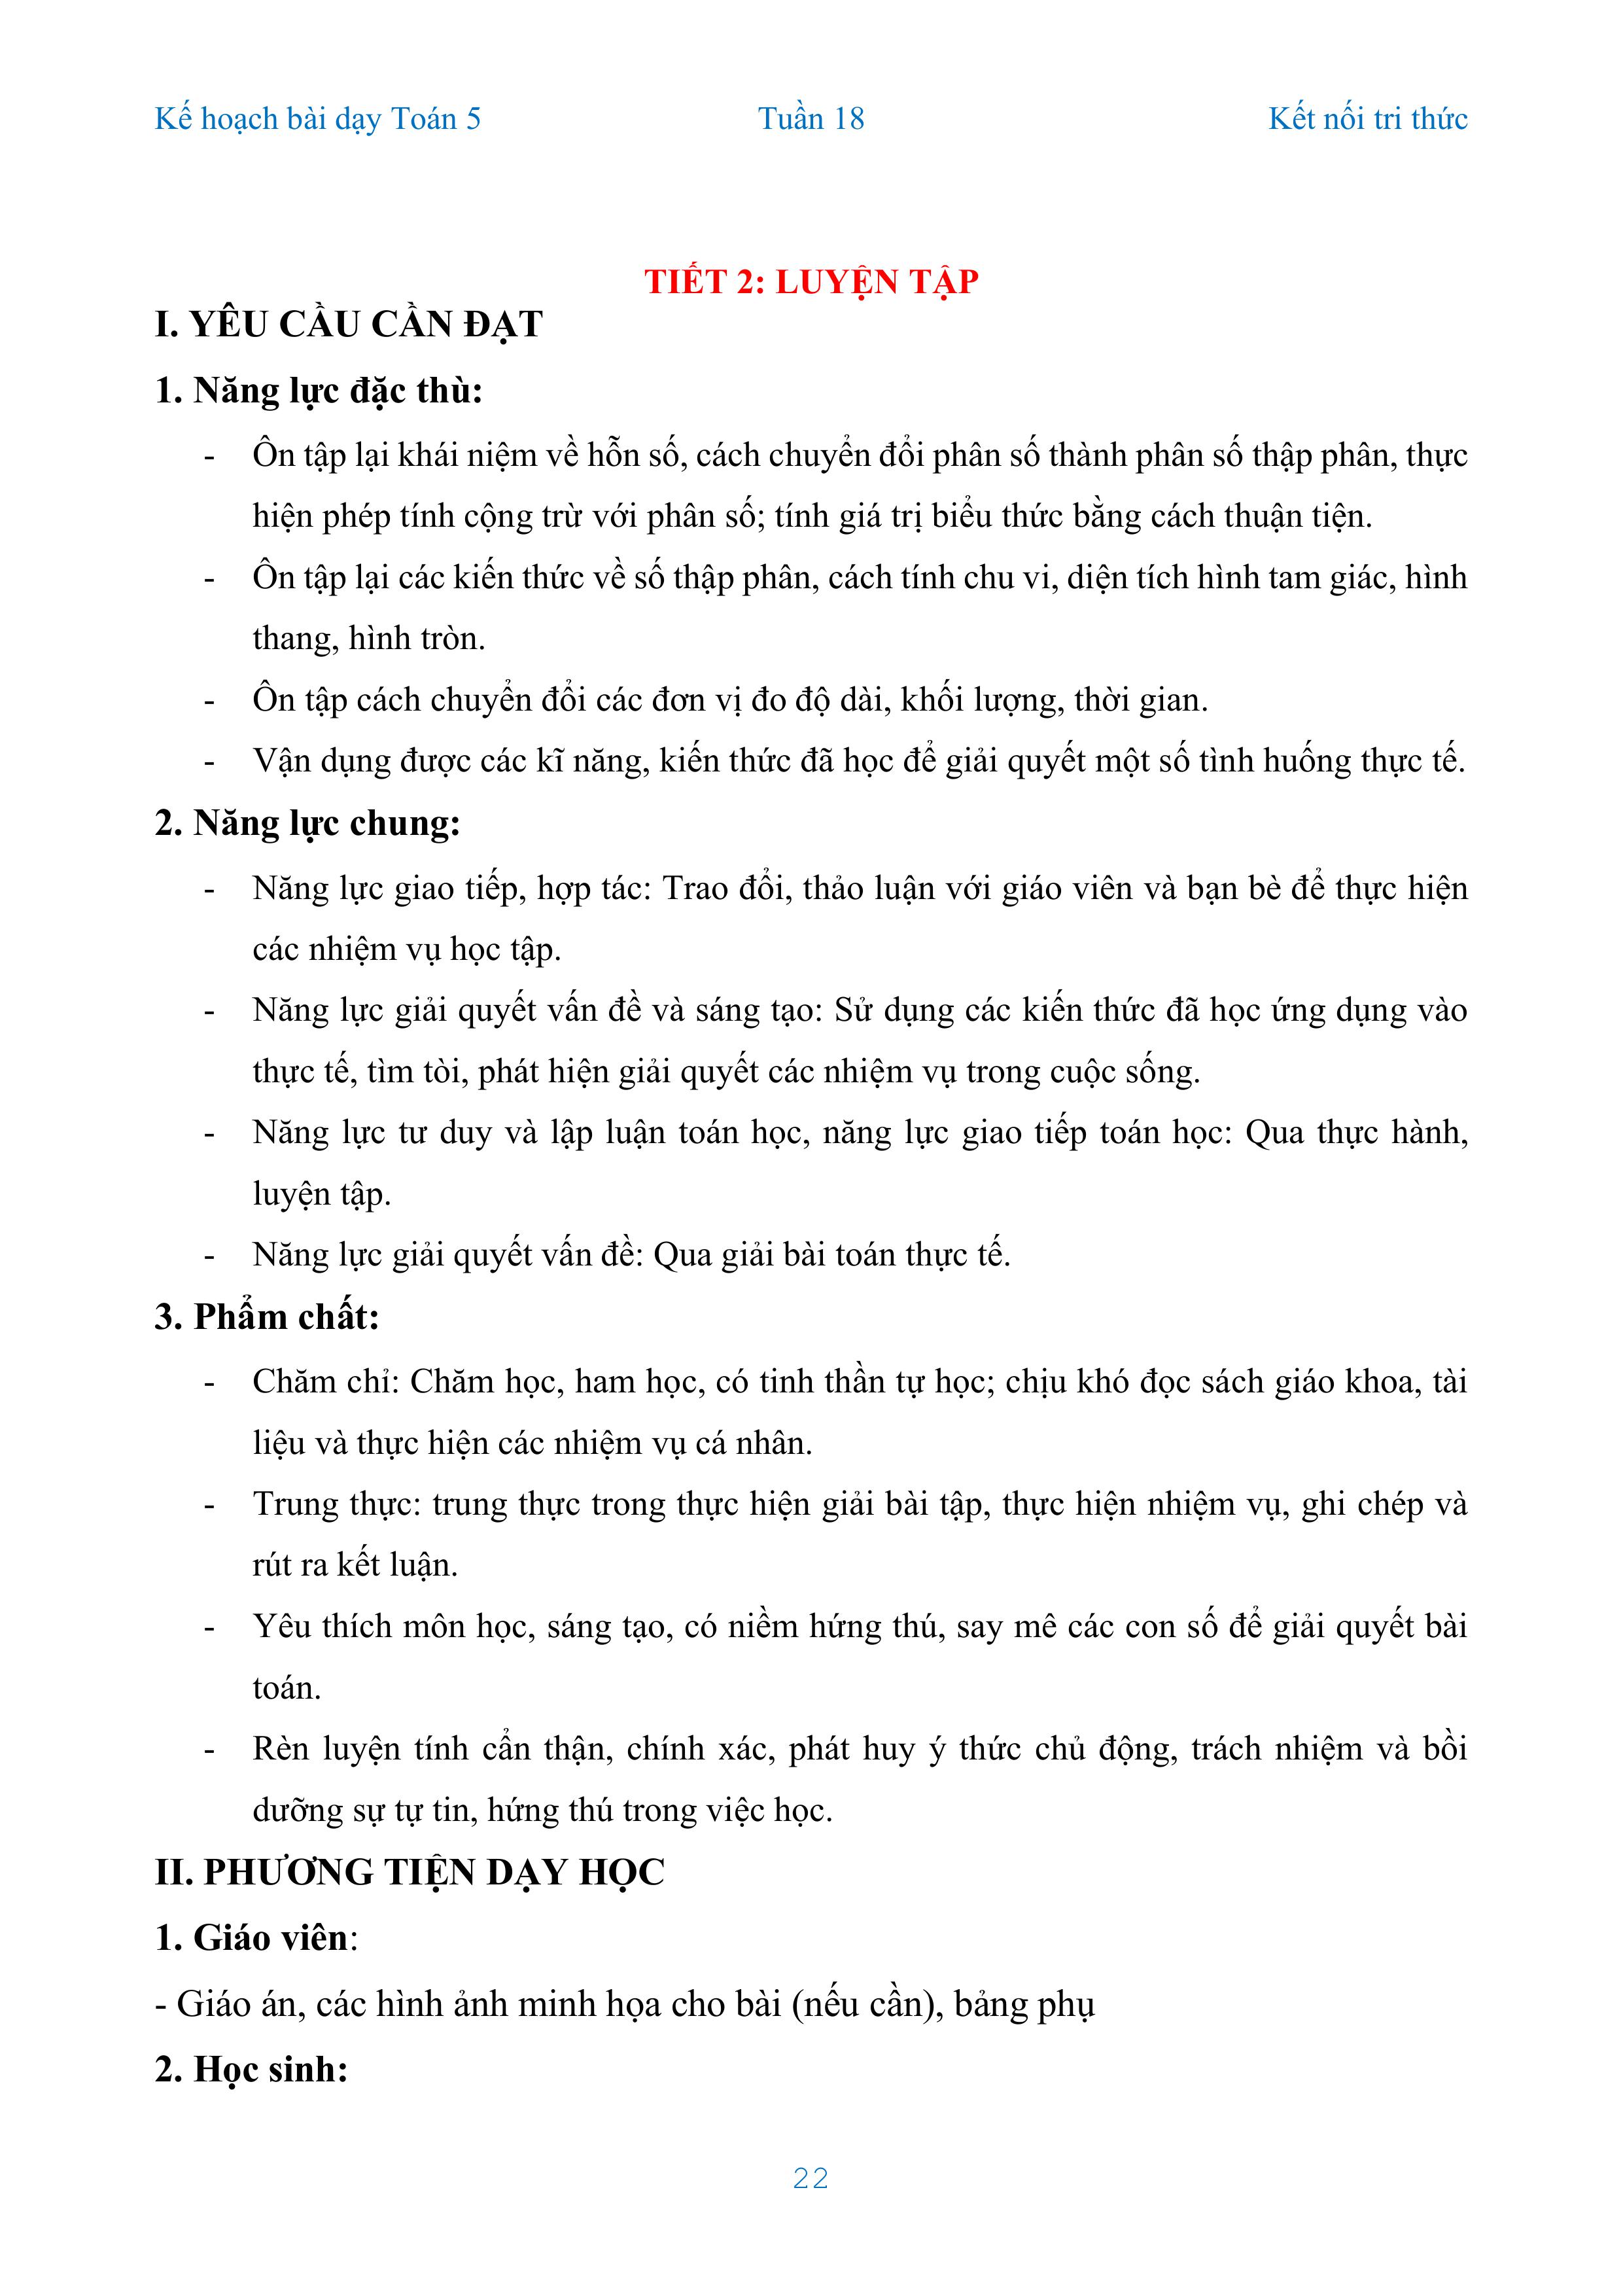 Kế hoạch bài dạy Toán 5 Tuần 18 Kết nối tri thức
TIẾT 2: LUYỆN TẬP
I. YÊU CẦU CẦN ĐẠT
1. Năng lực đặc thù:
- Ôn tập lại khái niệm về hỗn số, cách chuyển đổi phân số thành phân số thập phân, thực
hiện phép tính cộng trừ với phân số; tính giá trị biểu thức bằng cách thuận tiện.
- Ôn tập lại các kiến thức về số thập phân, cách tính chu vi, diện tích hình tam giác, hình
thang, hình tròn.
- Ôn tập cách chuyển đổi các đơn vị đo độ dài, khối lượng, thời gian.
- Vận dụng được các kĩ năng, kiến thức đã học để giải quyết một số tình huống thực tế.
2. Năng lực chung:
- Năng lực giao tiếp, hợp tác: Trao đổi, thảo luận với giáo viên và bạn bè để thực hiện
các nhiệm vụ học tập.
- Năng lực giải quyết vấn đề và sáng tạo: Sử dụng các kiến thức đã học ứng dụng vào
thực tế, tìm tòi, phát hiện giải quyết các nhiệm vụ trong cuộc sống.
- Năng lực tư duy và lập luận toán học, năng lực giao tiếp toán học: Qua thực hành,
luyện tập.
- Năng lực giải quyết vấn đề: Qua giải bài toán thực tế.
3. Phẩm chất:
- Chăm chỉ: Chăm học, ham học, có tinh thần tự học; chịu khó đọc sách giáo khoa, tài
liệu và thực hiện các nhiệm vụ cá nhân.
- Trung thực: trung thực trong thực hiện giải bài tập, thực hiện nhiệm vụ, ghi chép và
rút ra kết luận.
- Yêu thích môn học, sáng tạo, có niềm hứng thú, say mê các con số để giải quyết bài
toán.
- Rèn luyện tính cẩn thận, chính xác, phát huy ý thức chủ động, trách nhiệm và bồi
dưỡng sự tự tin, hứng thú trong việc học.
II. PHƯƠNG TIỆN DẠY HỌC
1. Giáo viên:
- Giáo án, các hình ảnh minh họa cho bài (nếu cần), bảng phụ
2. Học sinh:
22